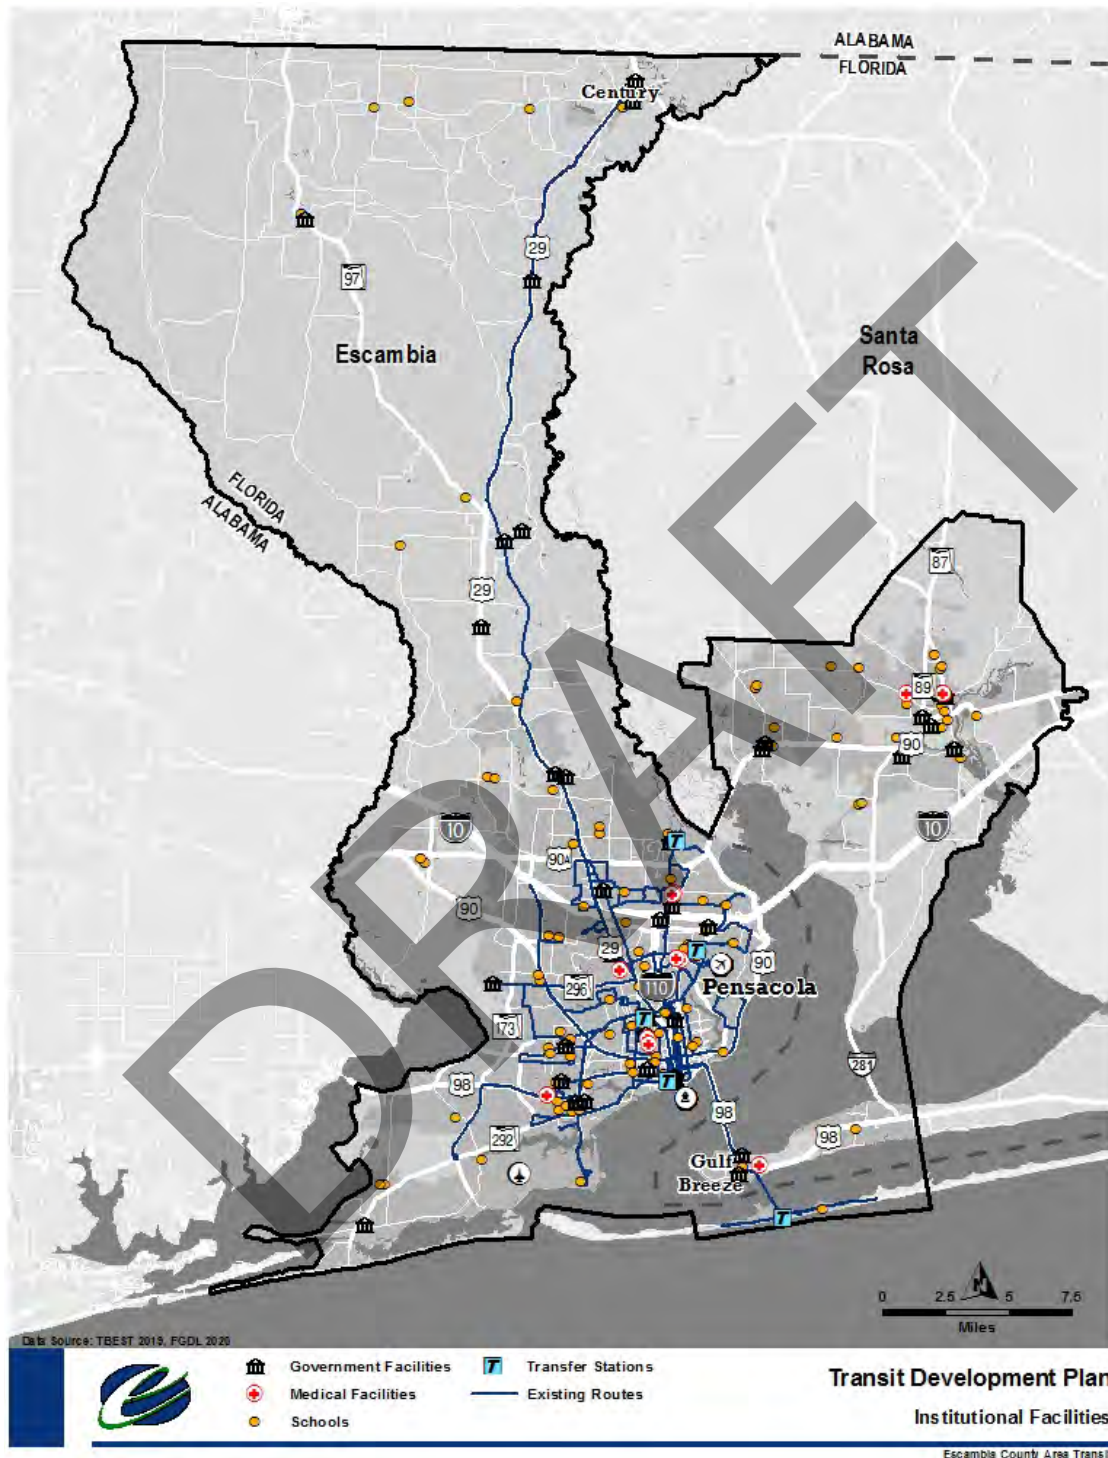 ALABAMA
FLORIDA
Century
29
97
Santa
Rosa
Escambia
FLORIDA
ALABAMA
87
29
89
90
10
10
90A
90
29
90
296
110
Pensacola
173
281
98
98
98
292
Gulf
Breeze
N
0 2.5 5 7.5
Miles
DRAFT
Data Source: TBEST 2019, FGDL 2020
Government Facilities
T Transfer Stations
Medical Facilities
Existing Routes
Schools
Transit Development Plan
Institutional Facilities
Escambia County Area Transit